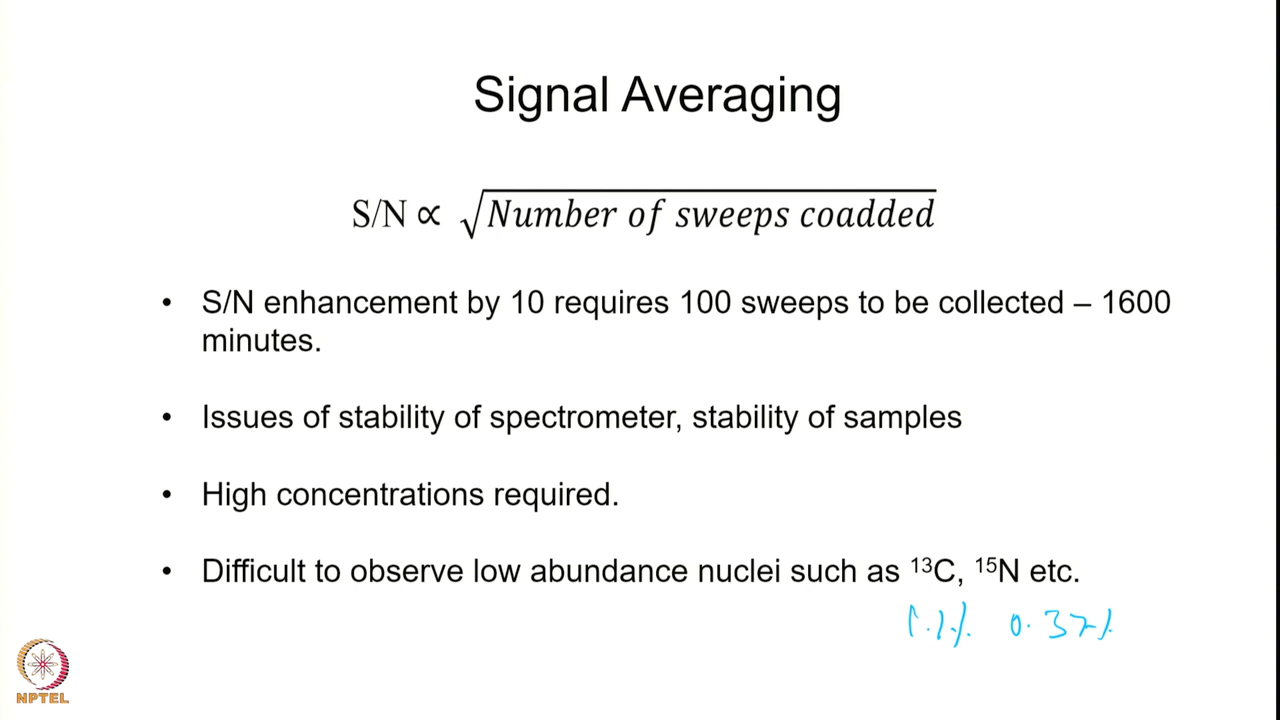 Signal Averaging
S/N ∝ √Number of sweeps coadded
• S/N enhancement by 10 requires 100 sweeps to be collected – 1600
minutes.
• Issues of stability of spectrometer, stability of samples
• High concentrations required.
• Difficult to observe low abundance nuclei such as ¹³C, ¹⁵N etc.
1.1% 0.37%
NPTEL